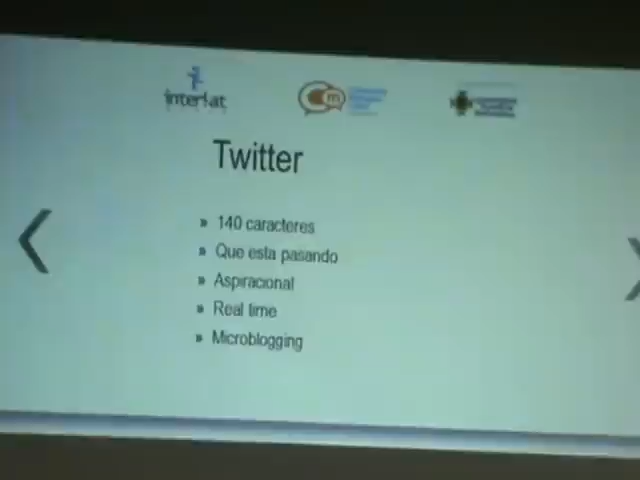 interlat
m
Twitter
» 140 caracteres
» Que esta pasando
» Aspiracional
» Real time
» Microblogging